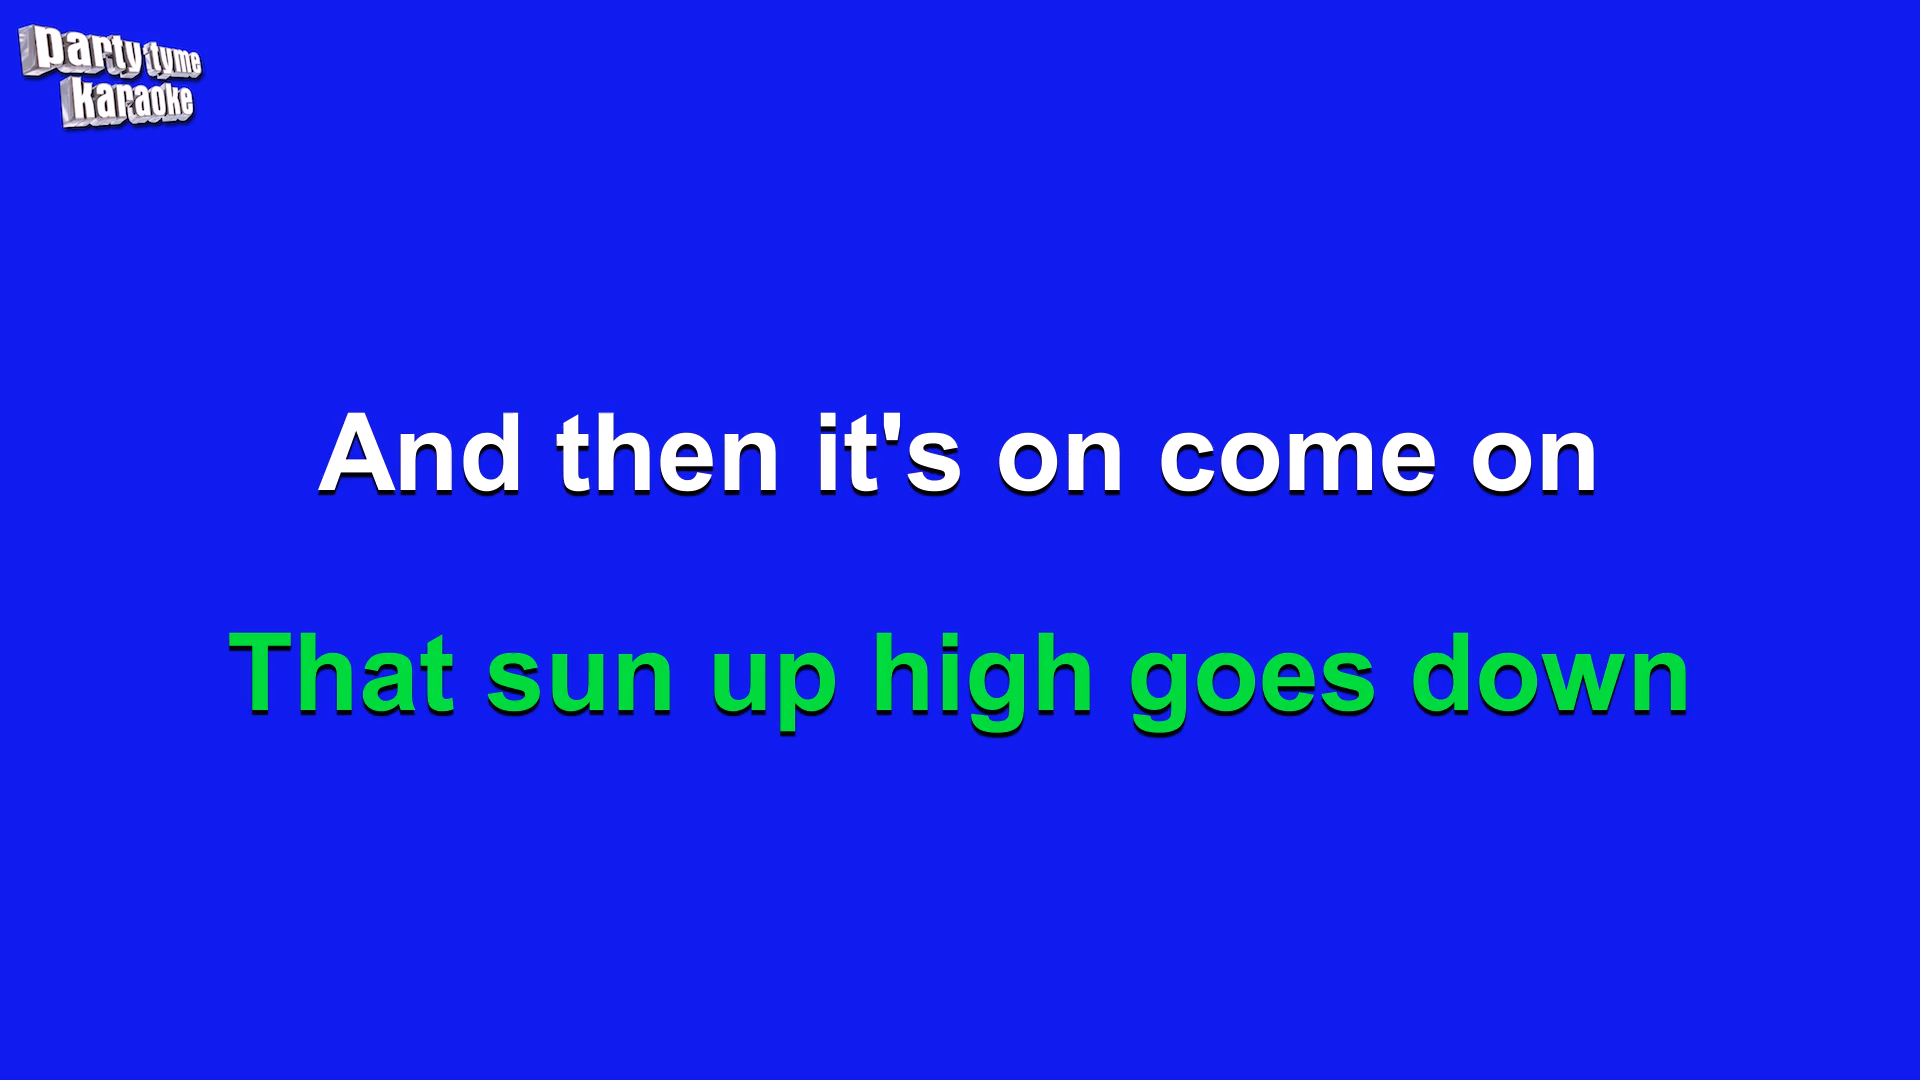 party tyme
karaoke
And then it's on come on
That sun up high goes down